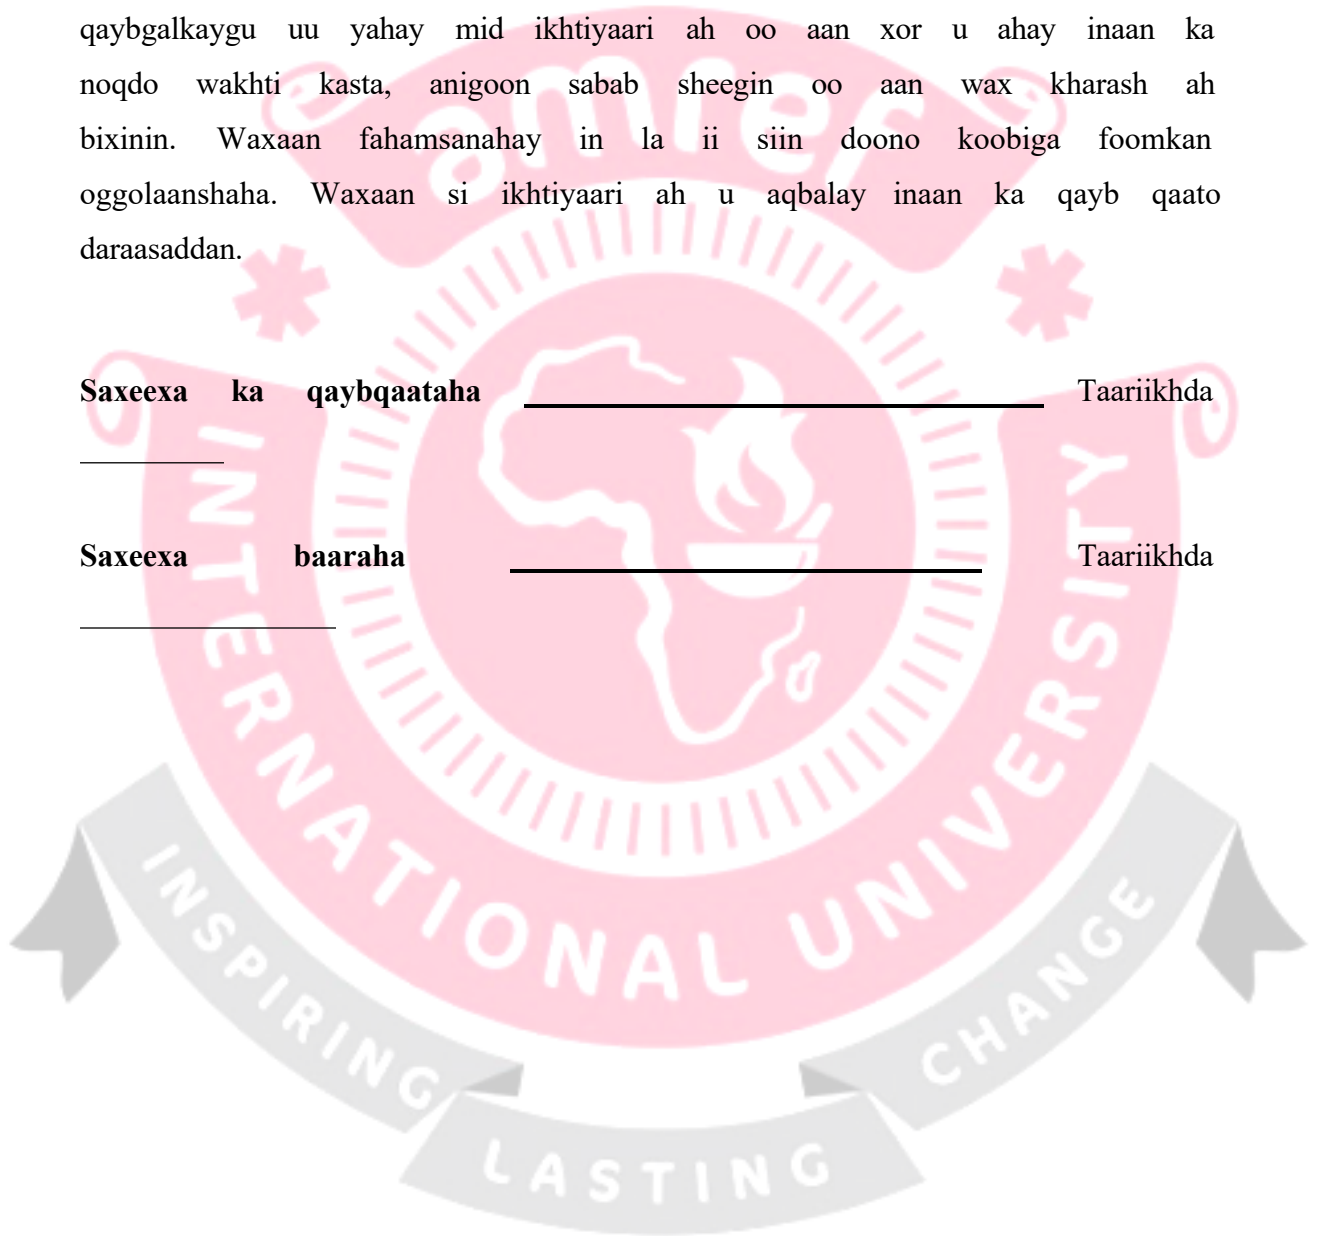 qaybgalkaygu uu yahay mid ikhtiyaari ah oo aan xor u ahay inaan ka
noqdo wakhti kasta, anigoon sabab sheegin oo aan wax kharash ah
bixinin. Waxaan fahamsanahay in la ii siin doono koobiga foomkan
oggolaanshaha. Waxaan si ikhtiyaari ah u aqbalay inaan ka qayb qaato
daraasaddan.
Saxeexa ka qaybqaataha Taariikhda
Saxeexa baaraha Taariikhda
amref
INTERNATIONAL UNIVERSITY
INSPIRING LASTING CHANGE